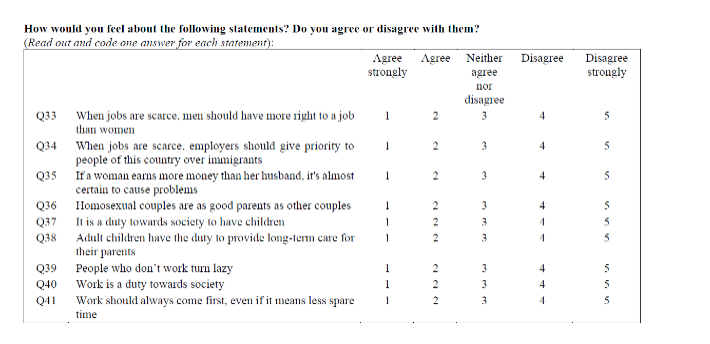 How would you feel about the following statements? Do you agree or disagree with them?
(Read out and code one answer for each statement):
Agree strongly Agree Neither agree nor disagree Disagree Disagree strongly
Q33 When jobs are scarce, men should have more right to a job 1 2 3 4 5
than women
Q34 When jobs are scarce, employers should give priority to 1 2 3 4 5
people of this country over immigrants
Q35 If a woman earns more money than her husband, it's almost 1 2 3 4 5
certain to cause problems
Q36 Homosexual couples are as good parents as other couples 1 2 3 4 5
Q37 It is a duty towards society to have children 1 2 3 4 5
Q38 Adult children have the duty to provide long-term care for 1 2 3 4 5
their parents
Q39 People who don't work turn lazy 1 2 3 4 5
Q40 Work is a duty towards society 1 2 3 4 5
Q41 Work should always come first, even if it means less spare 1 2 3 4 5
time